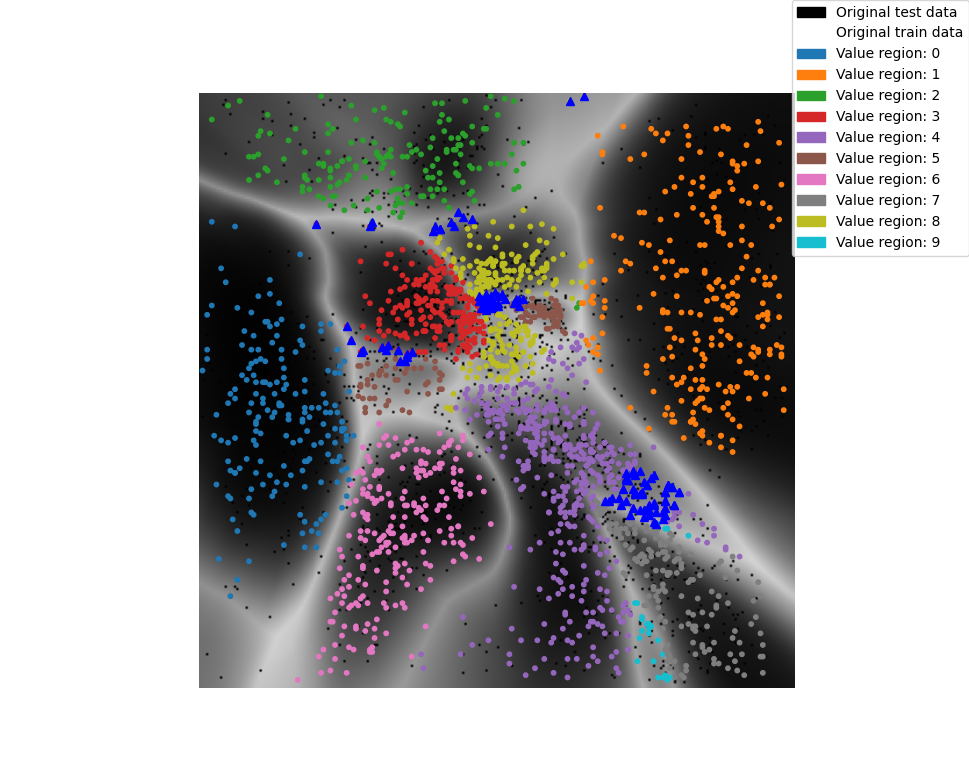 Original test data
Original train data
Value region: 0
Value region: 1
Value region: 2
Value region: 3
Value region: 4
Value region: 5
Value region: 6
Value region: 7
Value region: 8
Value region: 9